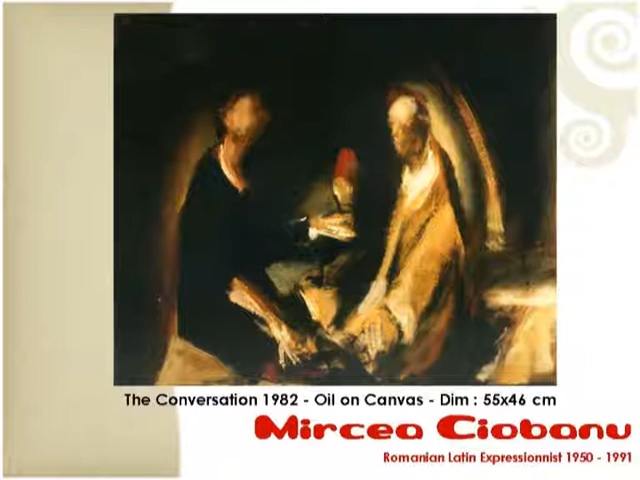 The Conversation 1982 - Oil on Canvas - Dim : 55x46 cm
Mircea Ciobanu
Romanian Latin Expressionnist 1950 - 1991